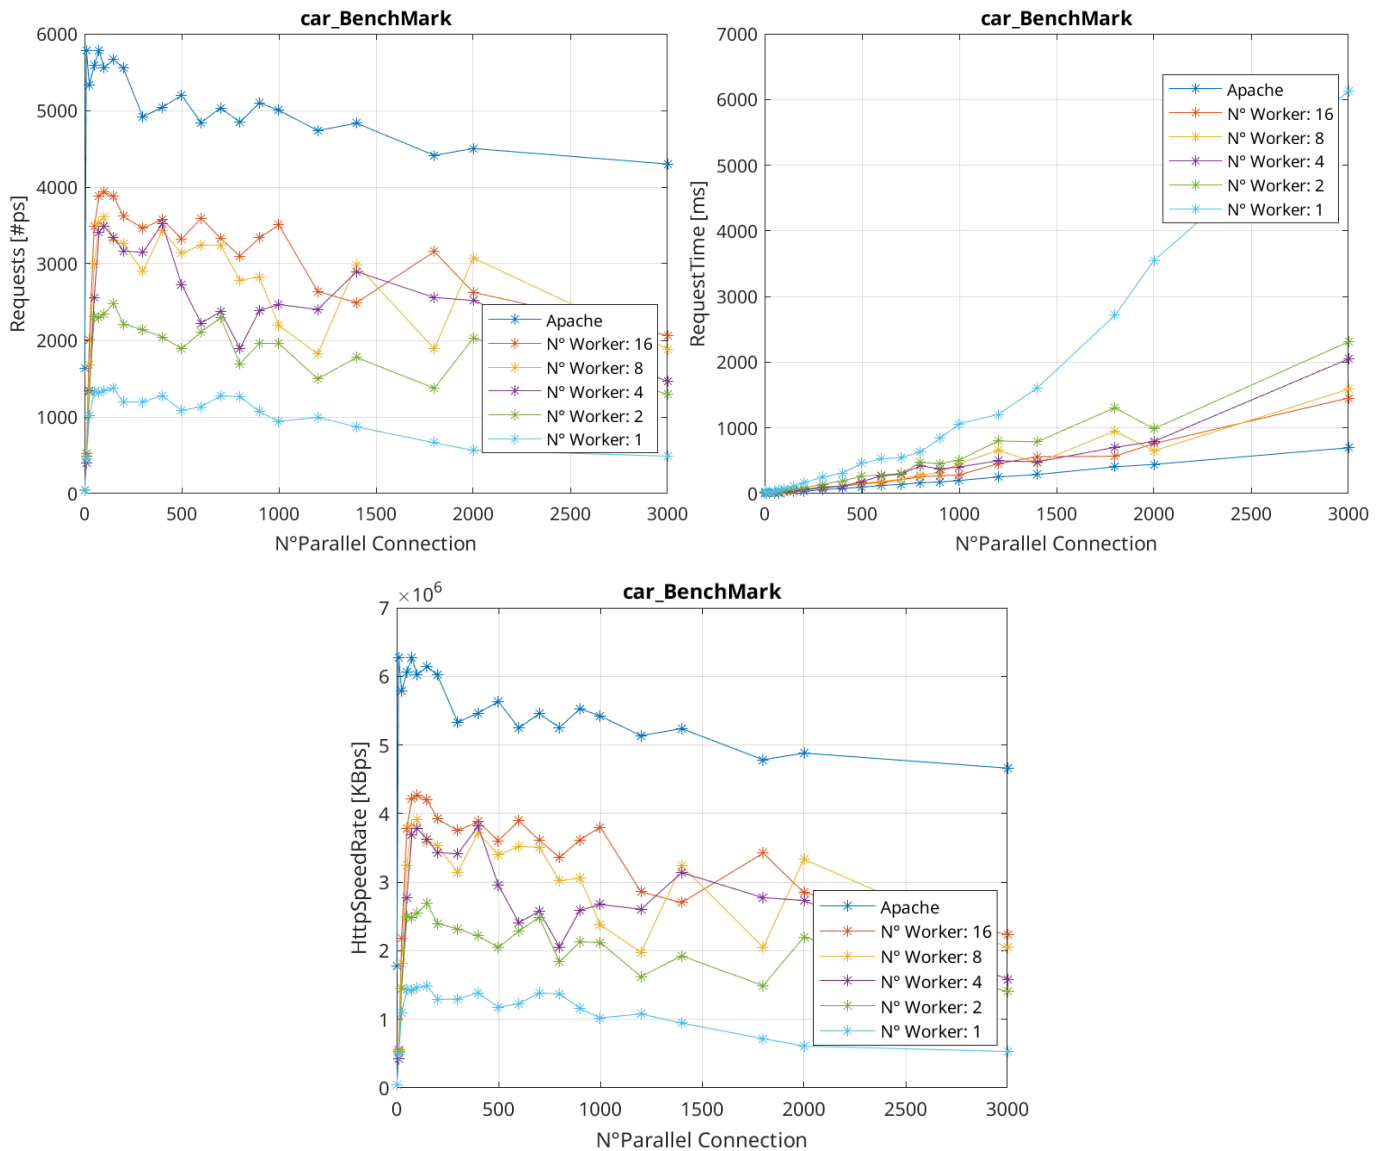 car_BenchMark
6000
5000
4000
3000
2000
1000
0
Requests [#ps]
0 500 1000 1500 2000 2500 3000
N°Parallel Connection
Apache
N° Worker: 16
N° Worker: 8
N° Worker: 4
N° Worker: 2
N° Worker: 1
car_BenchMark
7000
6000
5000
4000
3000
2000
1000
0
RequestTime [ms]
0 500 1000 1500 2000 2500 3000
N°Parallel Connection
Apache
N° Worker: 16
N° Worker: 8
N° Worker: 4
N° Worker: 2
N° Worker: 1
car_BenchMark
×10⁶
7
6
5
4
3
2
1
0
HttpSpeedRate [KBps]
0 500 1000 1500 2000 2500 3000
N°Parallel Connection
Apache
N° Worker: 16
N° Worker: 8
N° Worker: 4
N° Worker: 2
N° Worker: 1